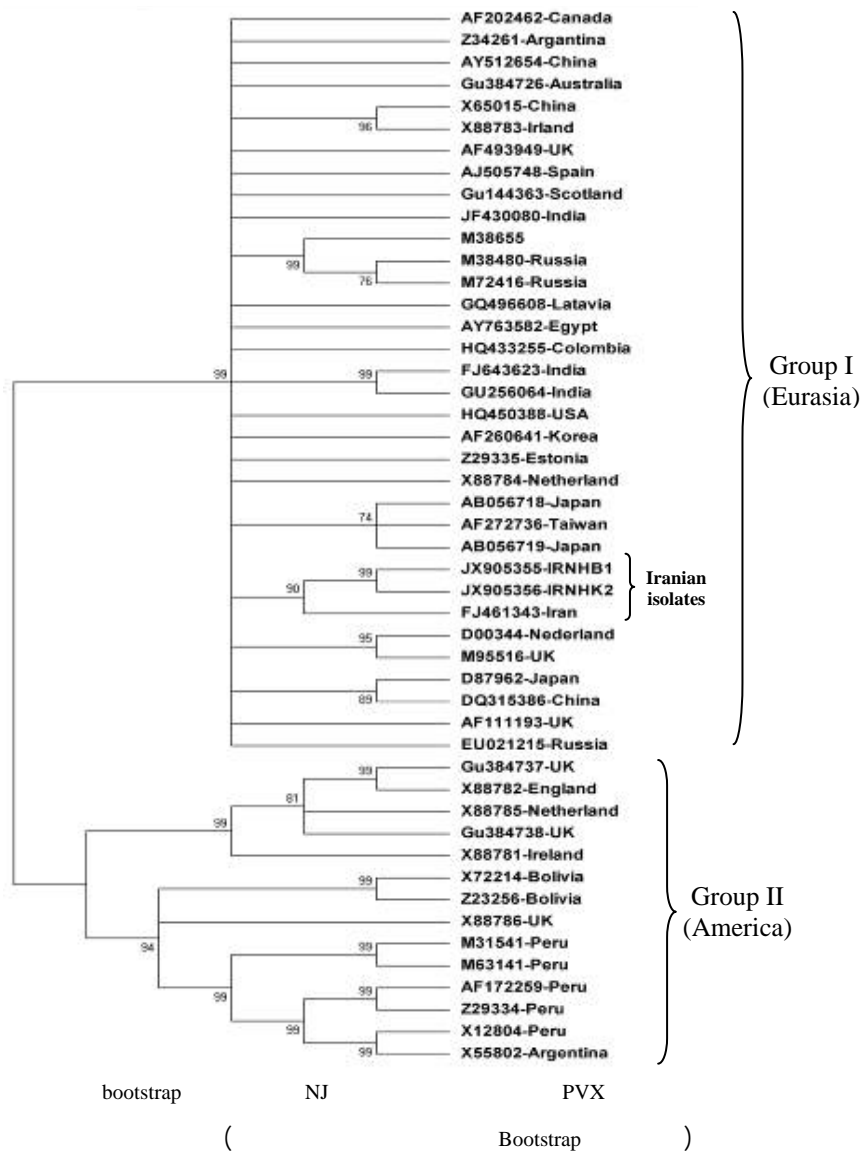 AF202462-Canada
Z34261-Argantina
AY512654-China
Gu384726-Australia
X65015-China
96
X88783-Irland
AF493949-UK
AJ505748-Spain
Gu144363-Scotland
JF430080-India
M38655
99
M38480-Russia
76
M72416-Russia
GQ496608-Latavia
AY763582-Egypt
HQ433255-Colombia
99
99
FJ643623-India
GU256064-India
HQ450388-USA
AF260641-Korea
Z29335-Estonia
X88784-Netherland
AB056718-Japan
74
AF272736-Taiwan
AB056719-Japan
99
JX905355-IRNHB1
90
JX905356-IRNHK2
FJ461343-Iran
Iranian
isolates
95
D00344-Nederland
M95516-UK
D87962-Japan
89
DQ315386-China
AF111193-UK
EU021215-Russia
Group I
(Eurasia)
99
Gu384737-UK
81
X88782-England
X88785-Netherland
99
Gu384738-UK
X88781-Ireland
99
X72214-Bolivia
Z23256-Bolivia
94
X88786-UK
99
M31541-Peru
M63141-Peru
99
99
AF172259-Peru
Z29334-Peru
99
X12804-Peru
99
X55802-Argentina
Group II
(America)
bootstrap NJ PVX
( Bootstrap )